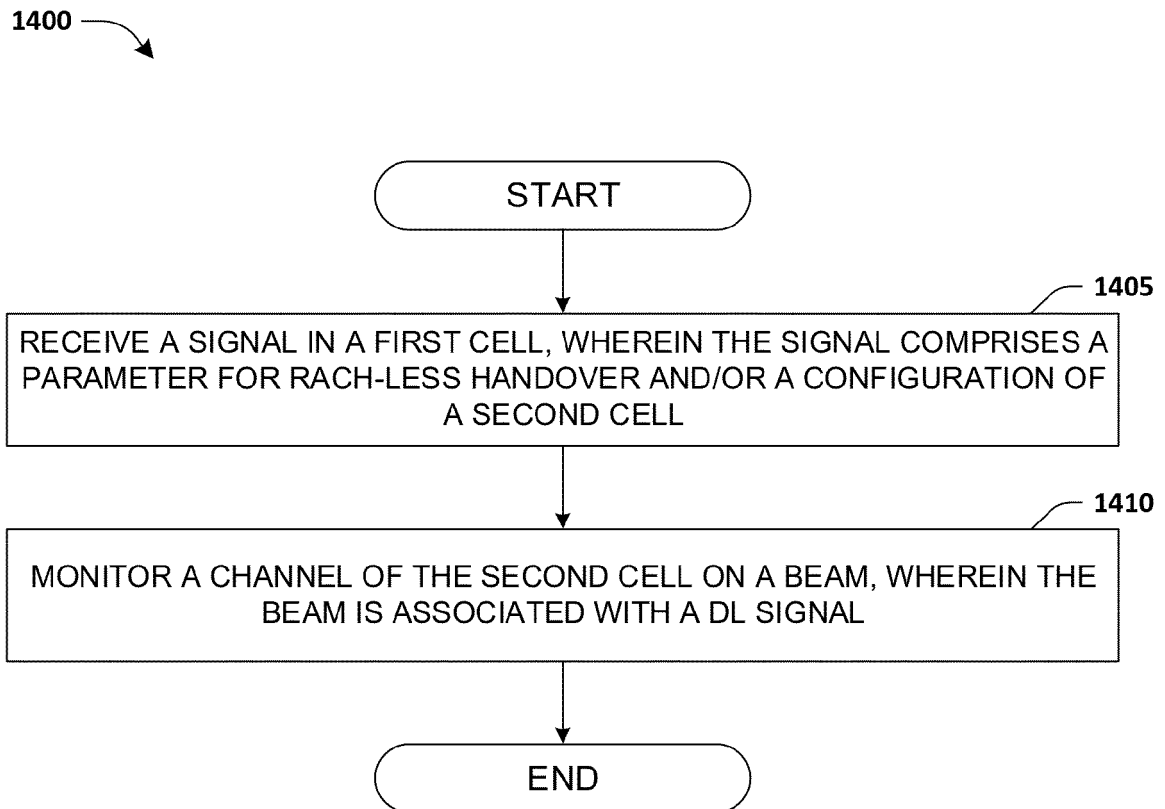 1400
START
1405
RECEIVE A SIGNAL IN A FIRST CELL, WHEREIN THE SIGNAL COMPRISES A
PARAMETER FOR RACH-LESS HANDOVER AND/OR A CONFIGURATION OF
A SECOND CELL
1410
MONITOR A CHANNEL OF THE SECOND CELL ON A BEAM, WHEREIN THE
BEAM IS ASSOCIATED WITH A DL SIGNAL
END